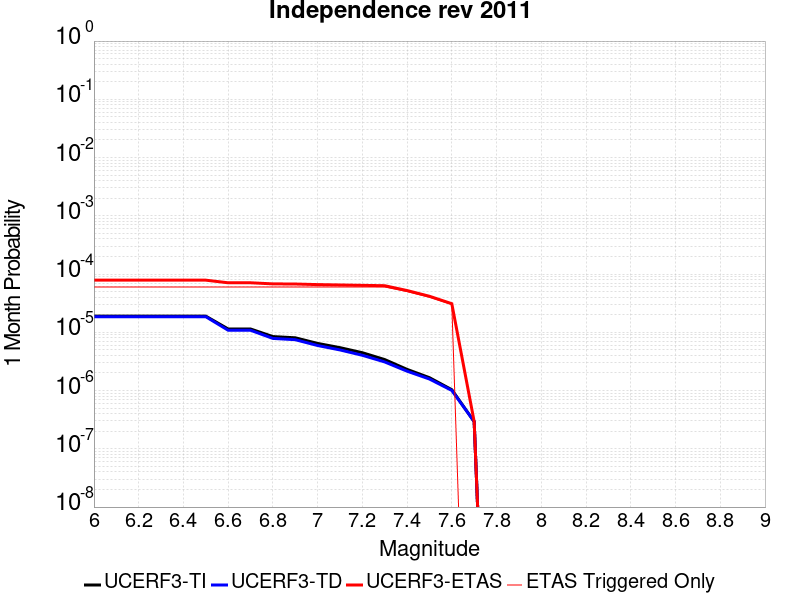 Independence rev 2011
1 Month Probability
10^0
10^-1
10^-2
10^-3
10^-4
10^-5
10^-6
10^-7
10^-8
6 6.2 6.4 6.6 6.8 7 7.2 7.4 7.6 7.8 8 8.2 8.4 8.6 8.8 9
Magnitude
UCERF3-TI UCERF3-TD UCERF3-ETAS ETAS Triggered Only